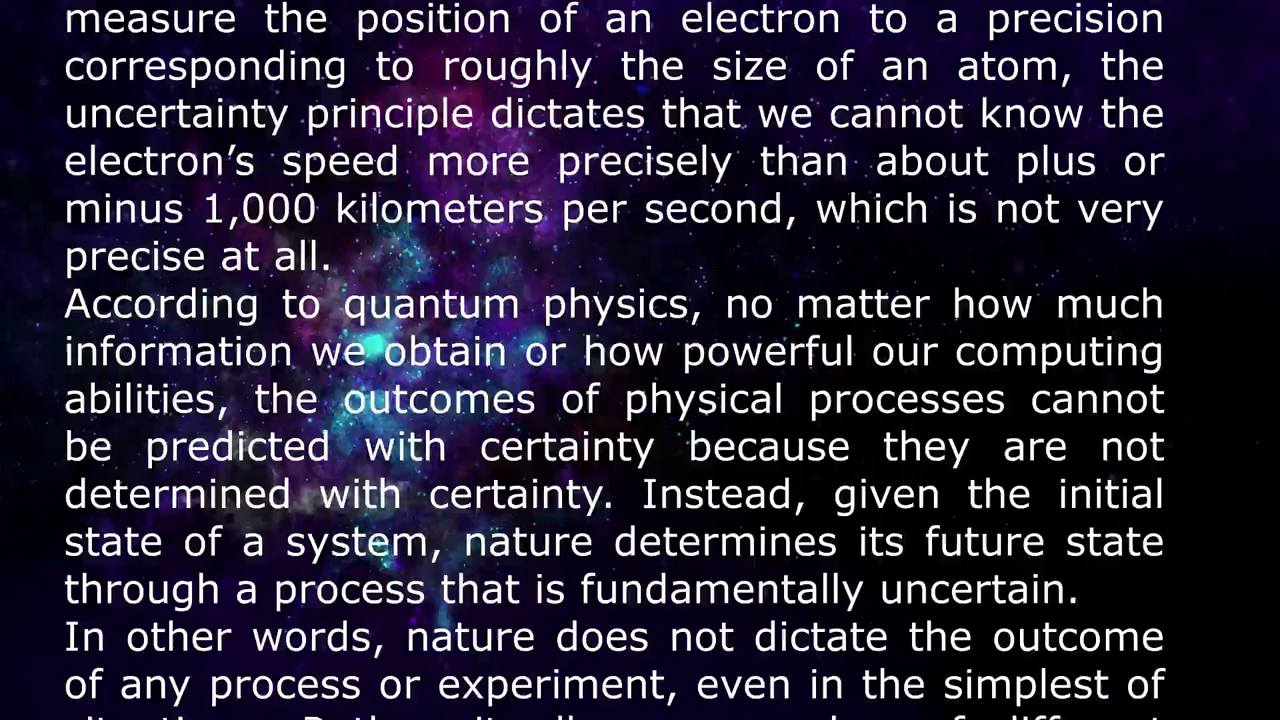 measure the position of an electron to a precision
corresponding to roughly the size of an atom, the
uncertainty principle dictates that we cannot know the
electron’s speed more precisely than about plus or
minus 1,000 kilometers per second, which is not very
precise at all.
According to quantum physics, no matter how much
information we obtain or how powerful our computing
abilities, the outcomes of physical processes cannot
be predicted with certainty because they are not
determined with certainty. Instead, given the initial
state of a system, nature determines its future state
through a process that is fundamentally uncertain.
In other words, nature does not dictate the outcome
of any process or experiment, even in the simplest of